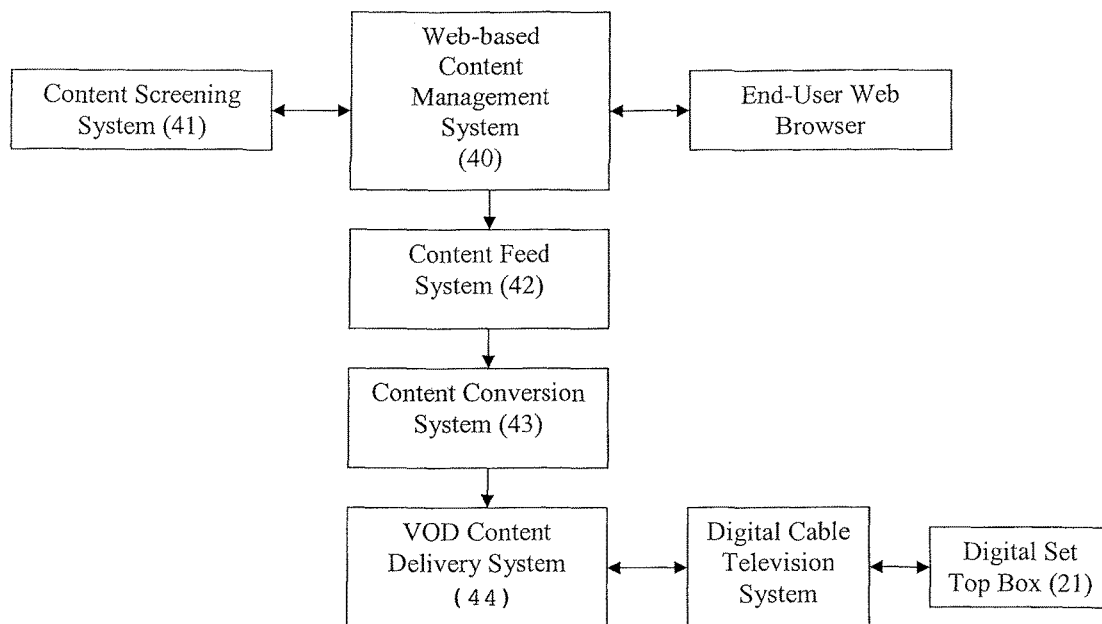 Web-based
Content
Management
System
(40)
Content Screening
System (41)
End-User Web
Browser
Content Feed
System (42)
Content Conversion
System (43)
VOD Content
Delivery System
(44)
Digital Cable
Television
System
Digital Set
Top Box (21)